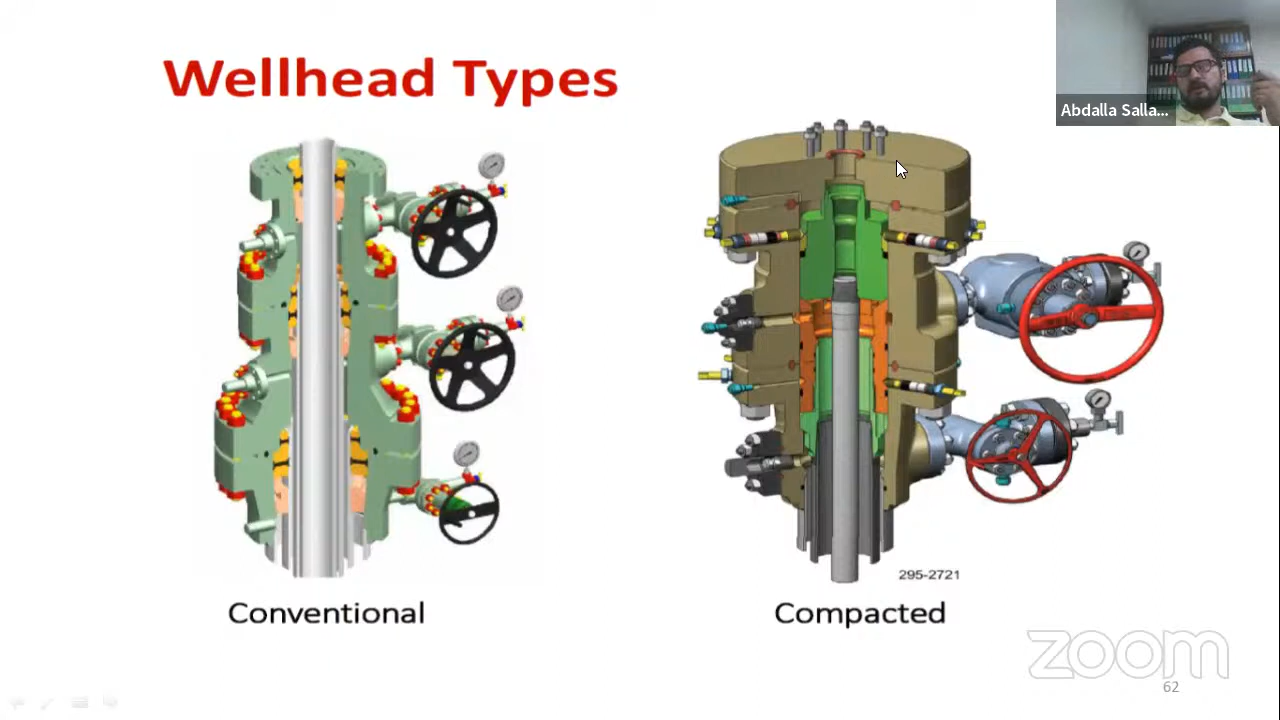 Wellhead Types
Abdalla Salla...
295-2721
Conventional
Compacted
zoom
62